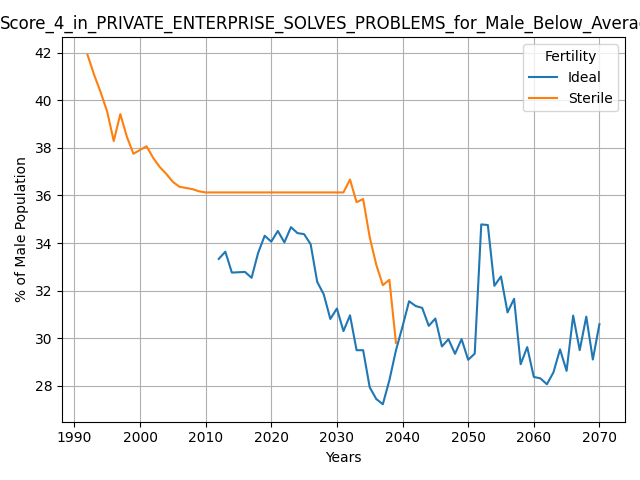 Score_4_in_PRIVATE_ENTERPRISE_SOLVES_PROBLEMS_for_Male_Below_Avera
42
40
38
36
34
32
30
28
% of Male Population
Fertility
Ideal
Sterile
1990 2000 2010 2020 2030 2040 2050 2060 2070
Years